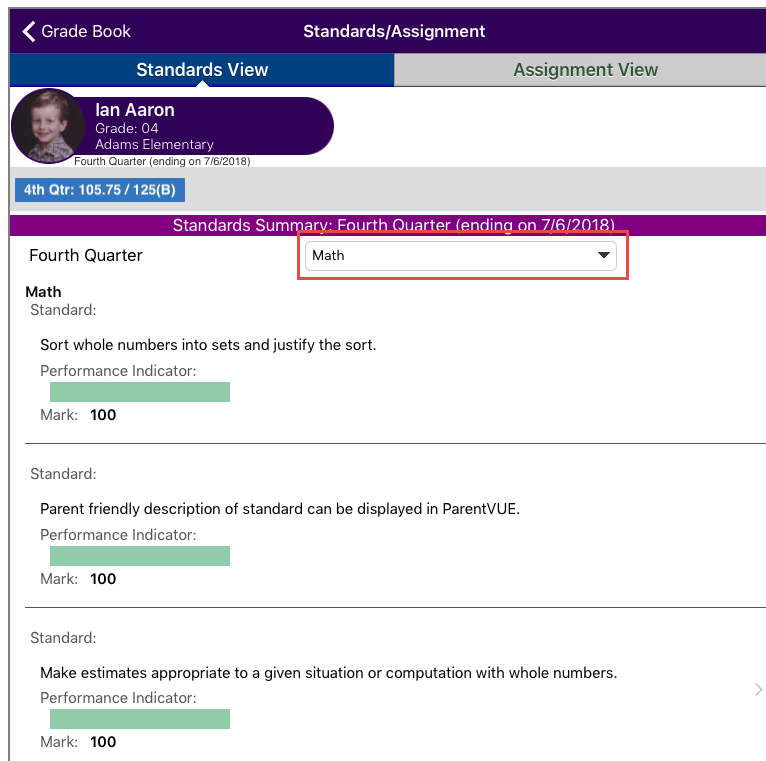 Grade Book
Standards/Assignment
Standards View
Assignment View
Ian Aaron
Grade: 04
Adams Elementary
Fourth Quarter (ending on 7/6/2018)
4th Qtr: 105.75 / 125(B)
Standards Summary: Fourth Quarter (ending on 7/6/2018)
Fourth Quarter
Math
Math
Standard:
Sort whole numbers into sets and justify the sort.
Performance Indicator:
Mark: 100
Standard:
Parent friendly description of standard can be displayed in ParentVUE.
Performance Indicator:
Mark: 100
Standard:
Make estimates appropriate to a given situation or computation with whole numbers.
Performance Indicator:
Mark: 100